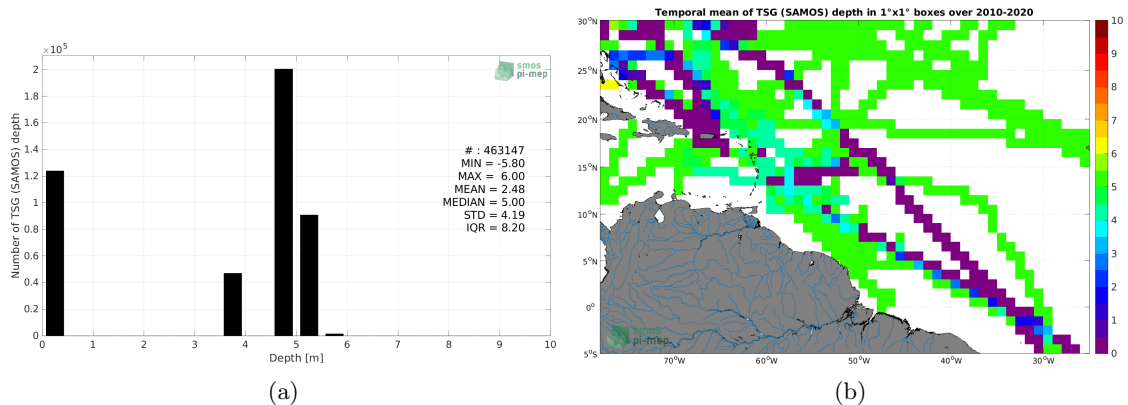 ×10⁵
2
1.8
1.6
1.4
1.2
1
0.8
0.6
0.4
0.2
0
Number of TSG (SAMOS) depth
0 1 2 3 4 5 6 7 8 9 10
Depth [m]
smos
pi-mep
# : 463147
MIN = -5.80
MAX = 6.00
MEAN = 2.48
MEDIAN = 5.00
STD = 4.19
IQR = 8.20
(a)
Temporal mean of TSG (SAMOS) depth in 1°x1° boxes over 2010-2020
30°N
25°N
20°N
15°N
10°N
5°N
0°
5°S
70°W 60°W 50°W 40°W 30°W
smos
pi-mep
10
9
8
7
6
5
4
3
2
1
0
(b)